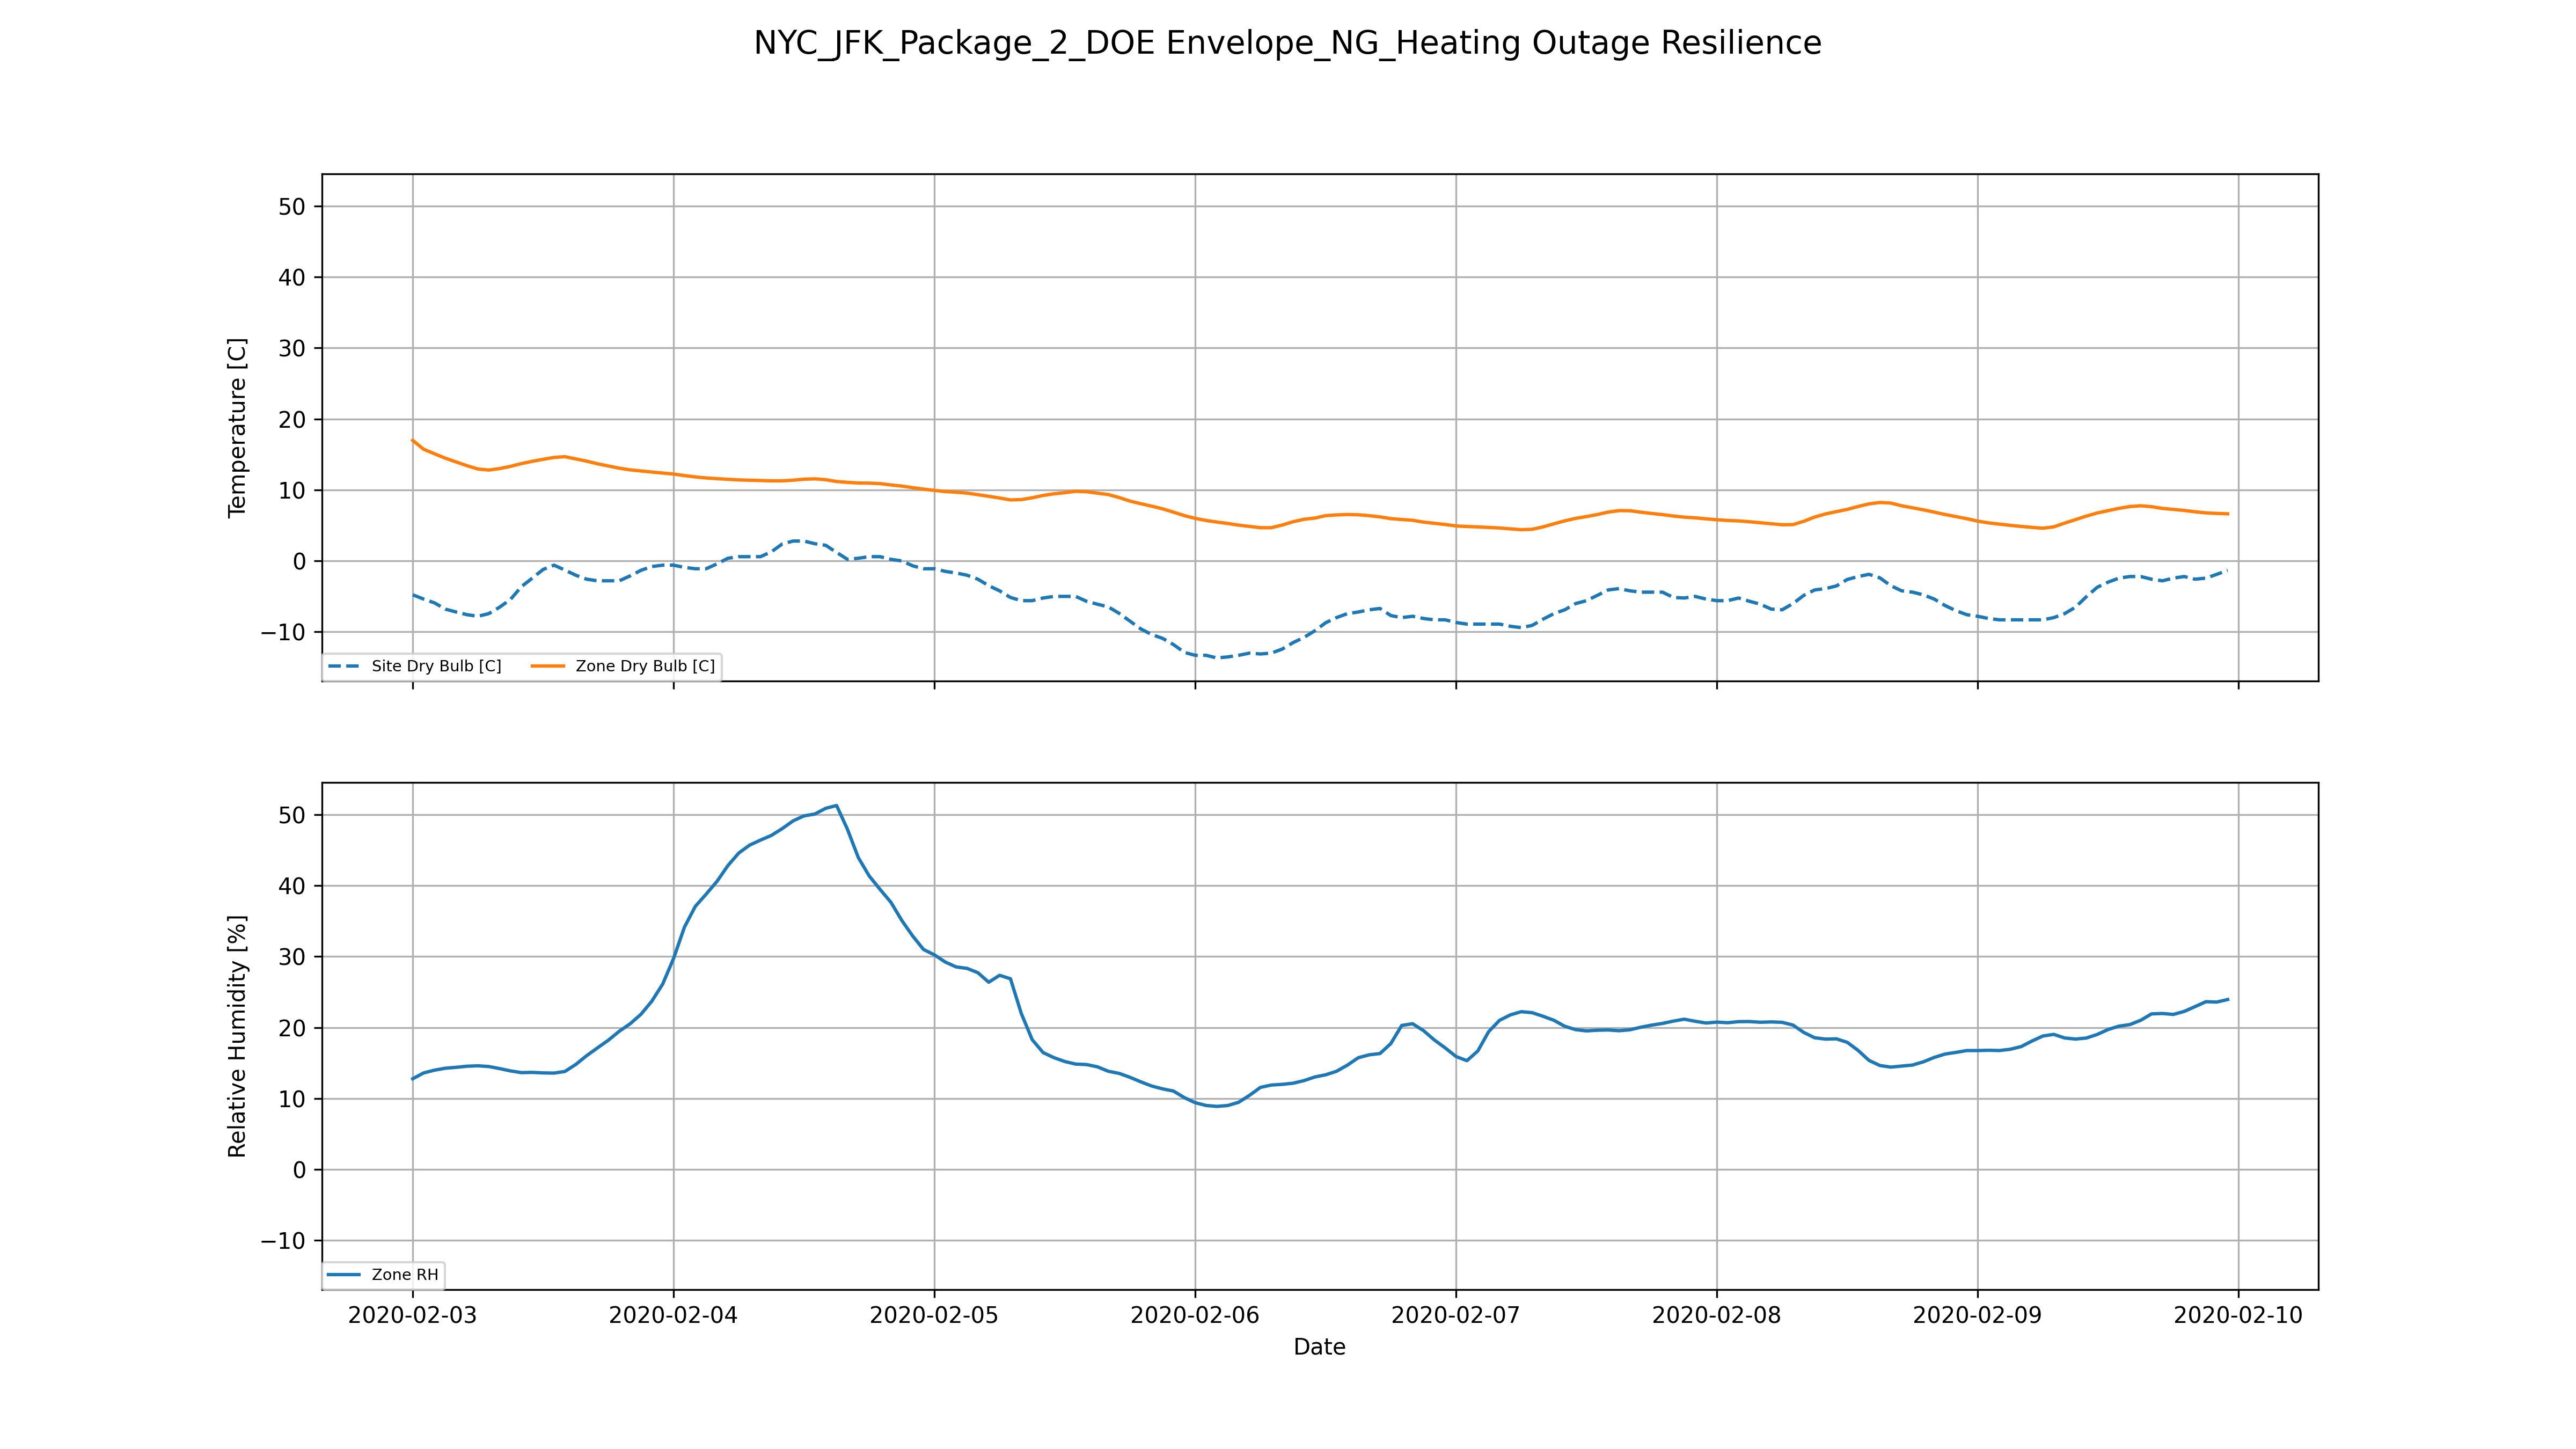 NYC_JFK_Package_2_DOE Envelope_NG_Heating Outage Resilience
Temperature [C]
50
40
30
20
10
0
−10
Site Dry Bulb [C] Zone Dry Bulb [C]
Relative Humidity [%]
50
40
30
20
10
0
−10
Zone RH
2020-02-03 2020-02-04 2020-02-05 2020-02-06 2020-02-07 2020-02-08 2020-02-09 2020-02-10
Date